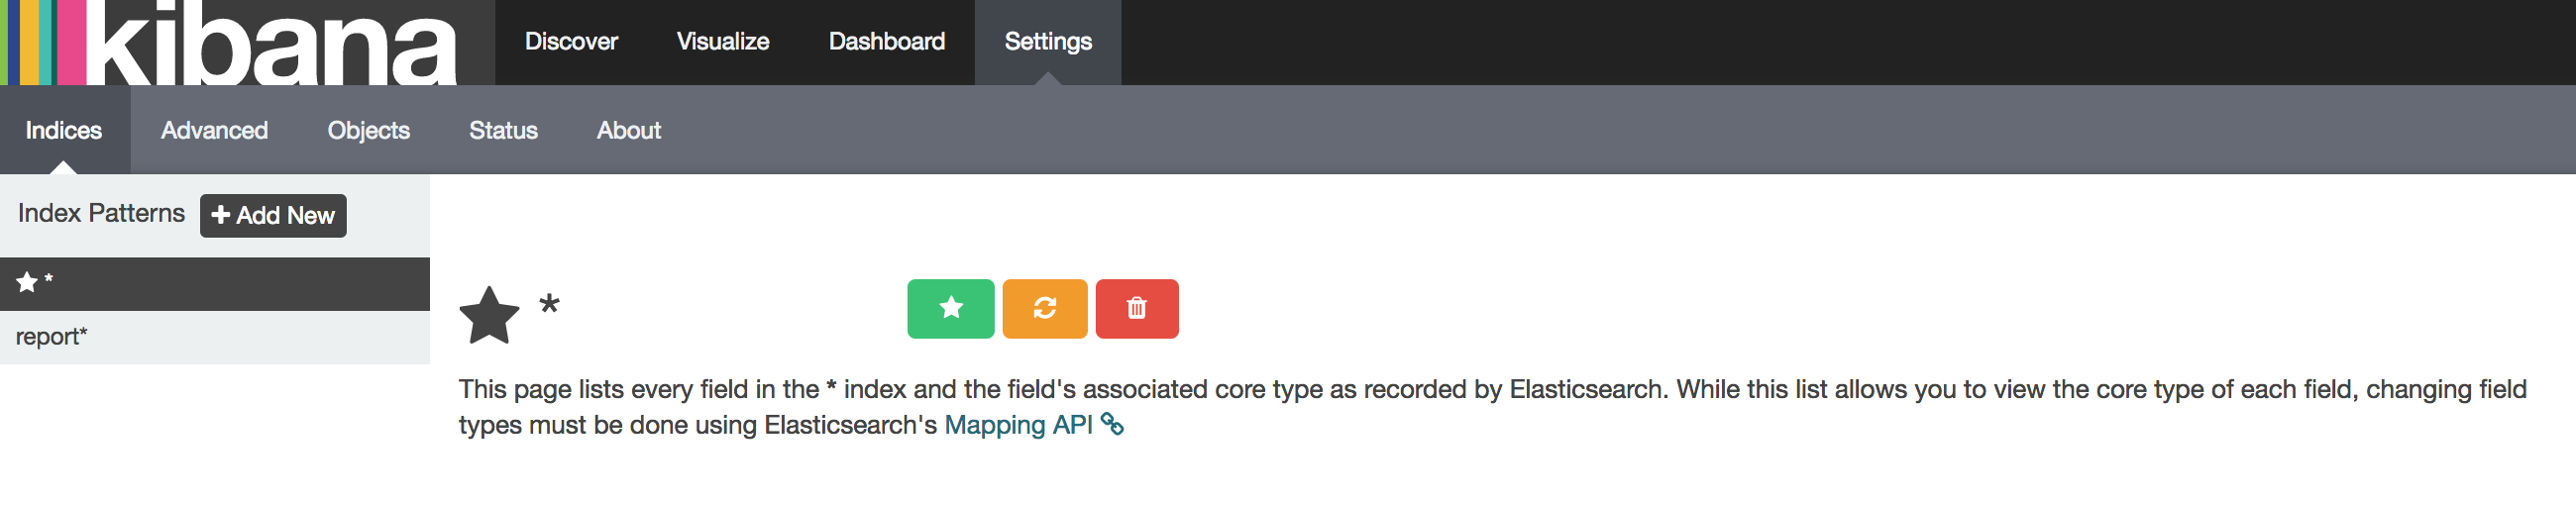 kibana
Discover Visualize Dashboard Settings
Indices Advanced Objects Status About
Index Patterns Add New
*
report*
*
This page lists every field in the * index and the field's associated core type as recorded by Elasticsearch. While this list allows you to view the core type of each field, changing field
types must be done using Elasticsearch's Mapping API